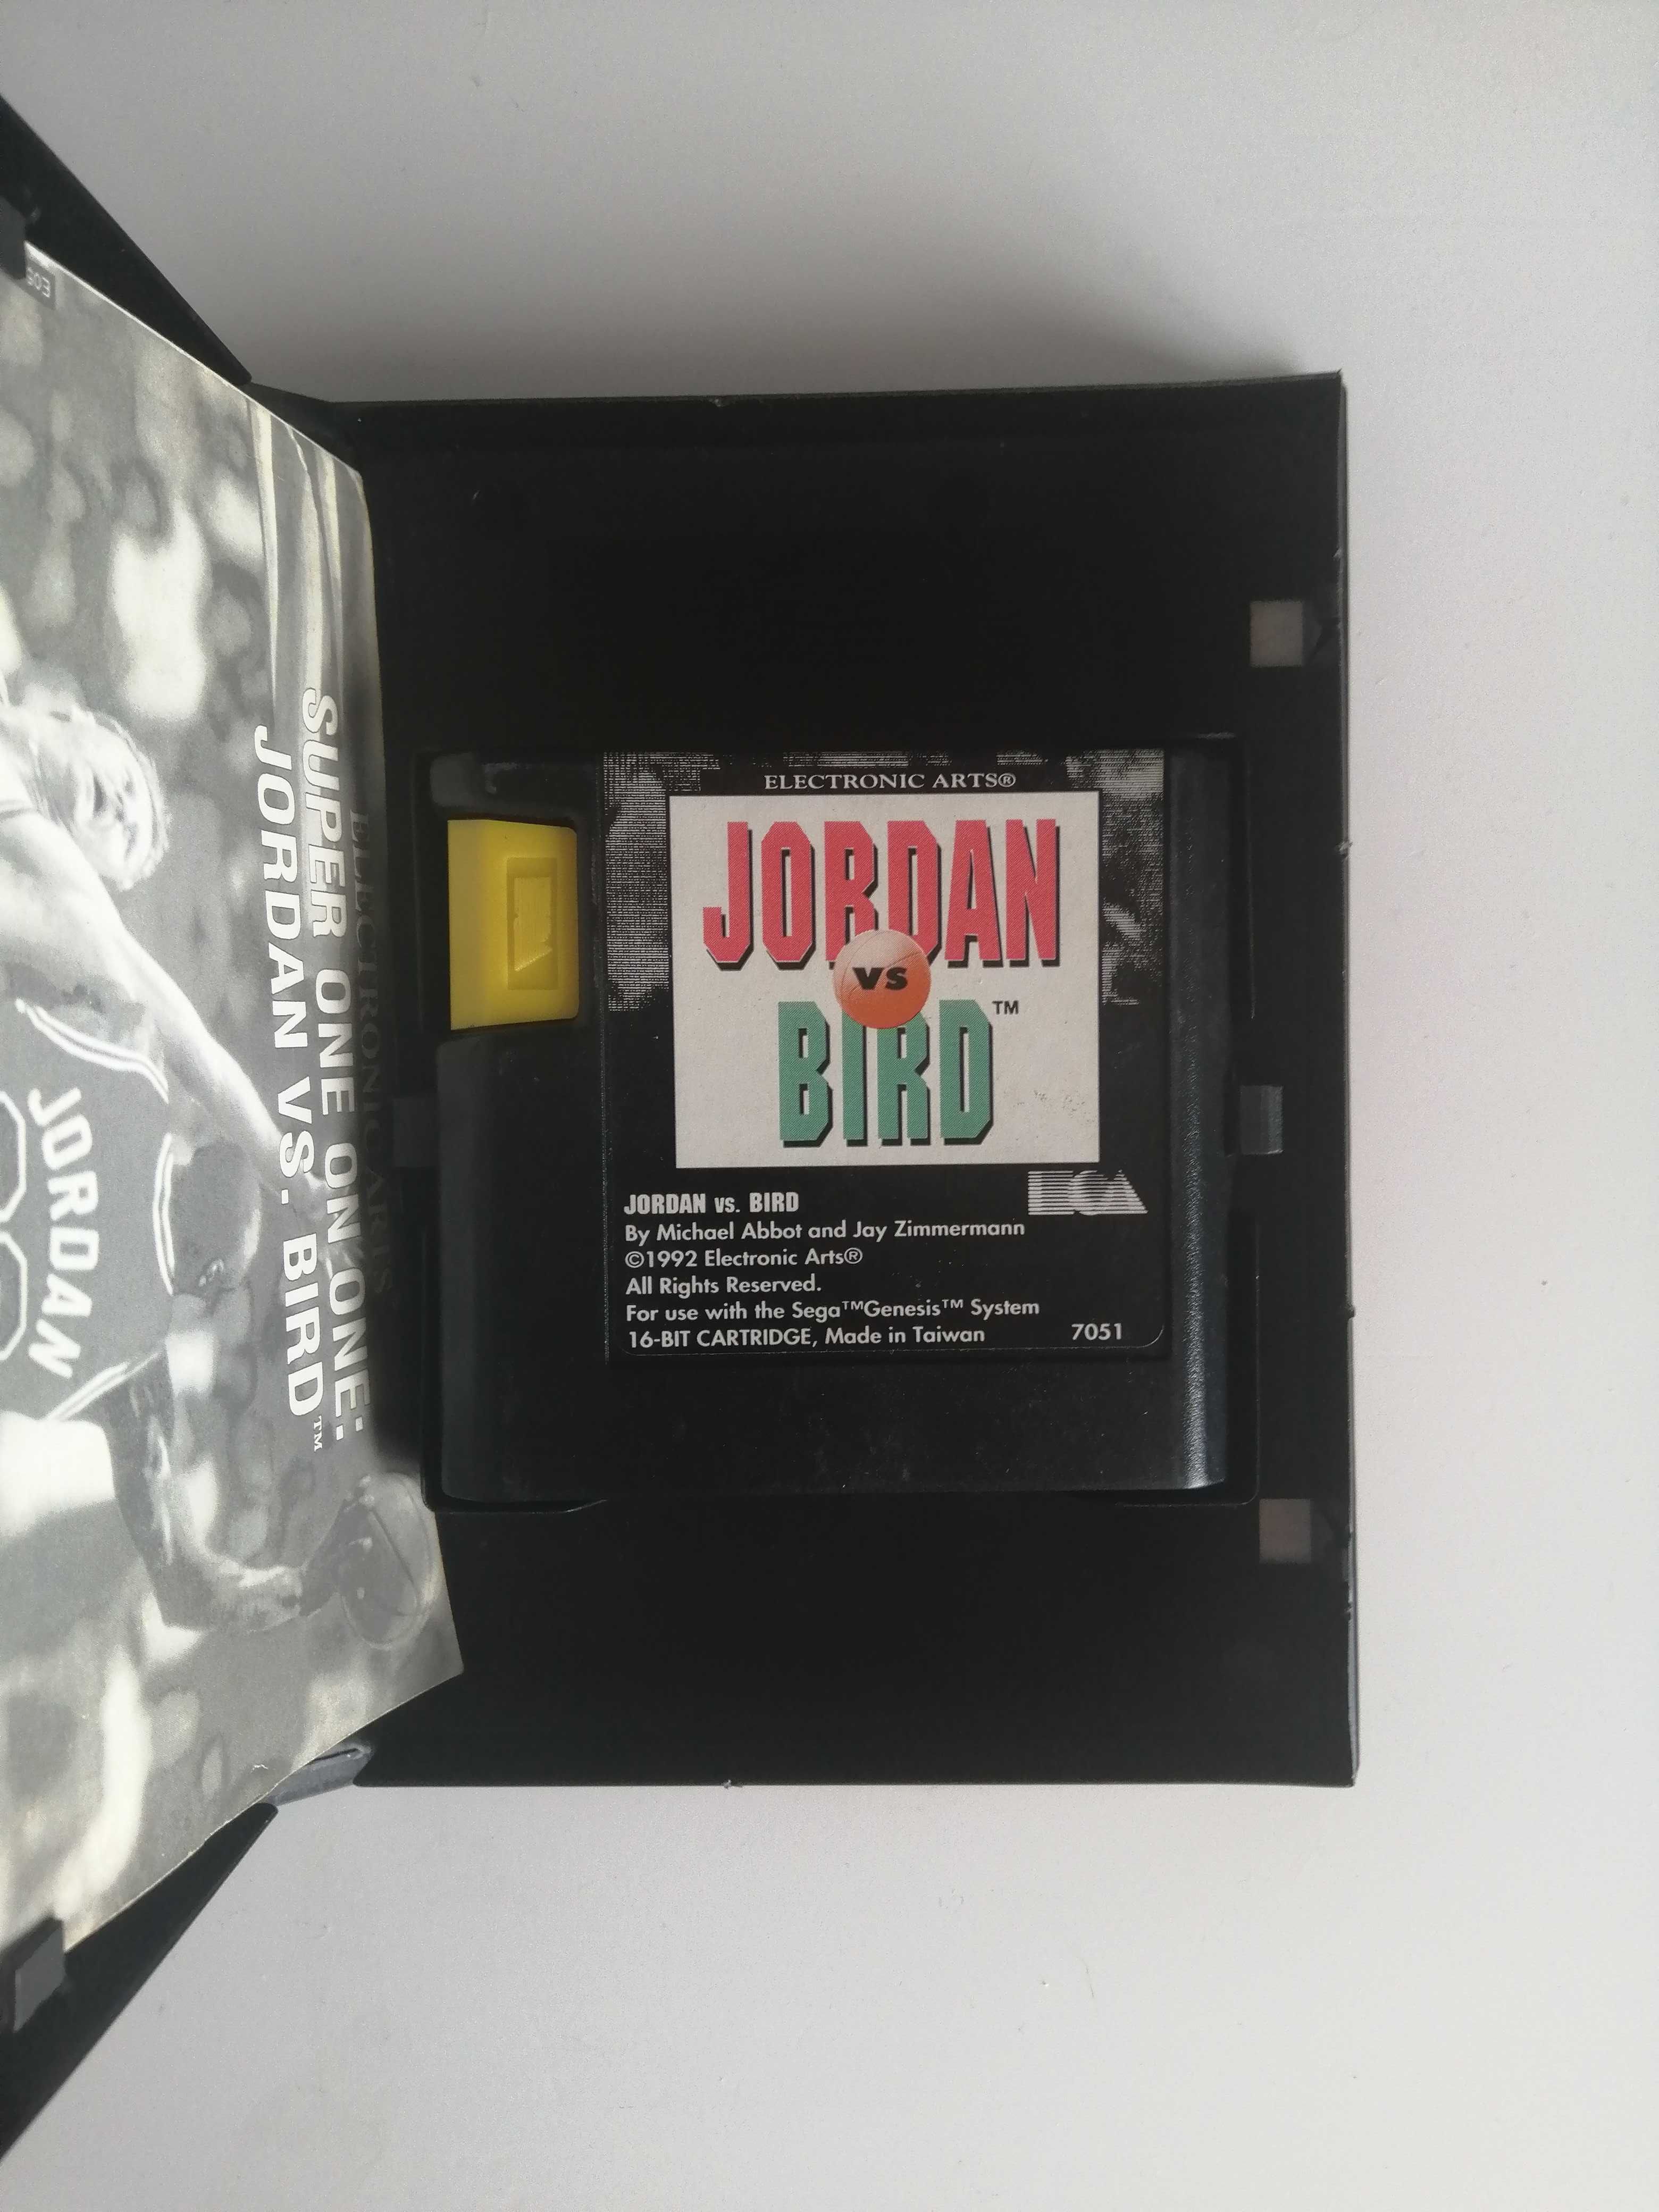 ELECTRONIC ARTS®
JORDAN
VS
BIRD™
EA
JORDAN vs. BIRD
By Michael Abbot and Jay Zimmermann
©1992 Electronic Arts®
All Rights Reserved.
For use with the Sega™Genesis™ System
16-BIT CARTRIDGE, Made in Taiwan 7051
ELECTRONIC ARTS
SUPER ONE ON ONE:
JORDAN VS. BIRD™
JORDAN